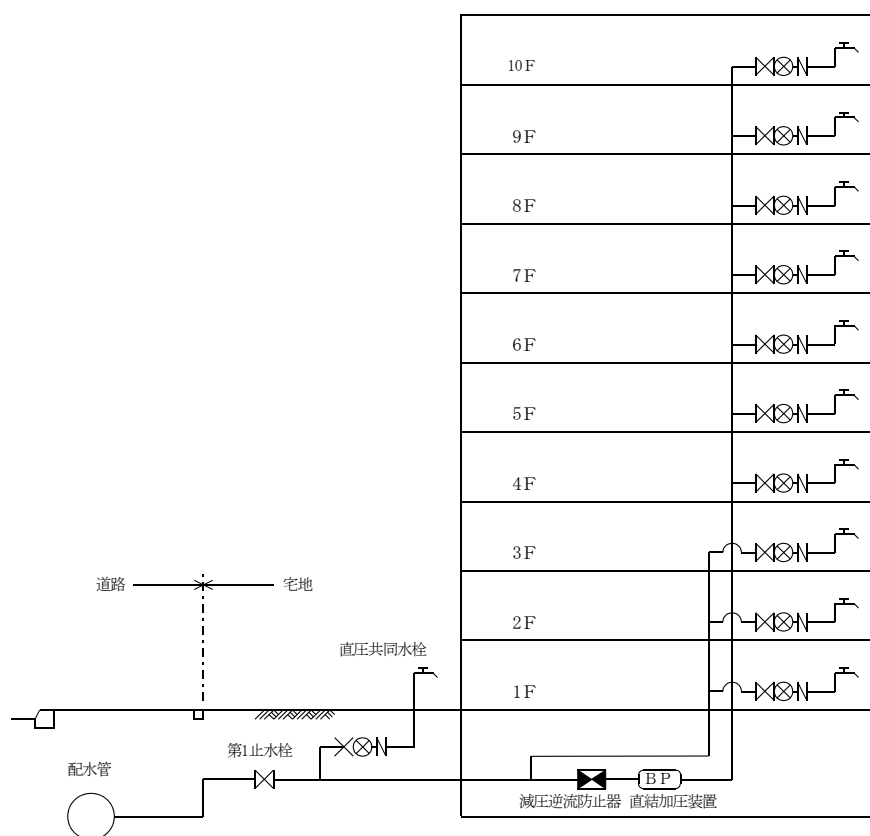 10F
9F
8F
7F
6F
5F
4F
3F
道路
宅地
2F
直圧共同水栓
1F
第1止水栓
配水管
BP
減圧逆流防止器
直結加圧装置